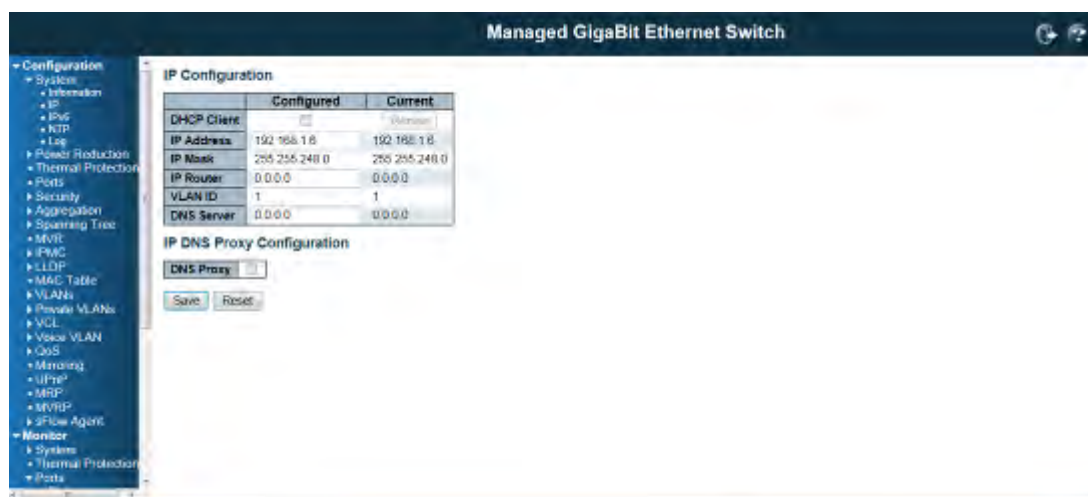 Managed GigaBit Ethernet Switch
Configuration
System
Information
IP
IPv6
NTP
Log
Power Reduction
Thermal Protection
Ports
Security
Aggregation
Spanning Tree
MVR
IPMC
LLDP
MAC Table
VLANs
Private VLANs
VCL
Voice VLAN
QoS
Mirroring
UPnP
MRP
MVRP
sFlow Agent
Monitor
System
Thermal Protection
Ports
IP Configuration
Configured Current
DHCP Client Renew
IP Address 192.168.1.6 192.168.1.6
IP Mask 255.255.248.0 255.255.248.0
IP Router 0.0.0.0 0.0.0.0
VLAN ID 1 1
DNS Server 0.0.0.0 0.0.0.0
IP DNS Proxy Configuration
DNS Proxy
Save Reset